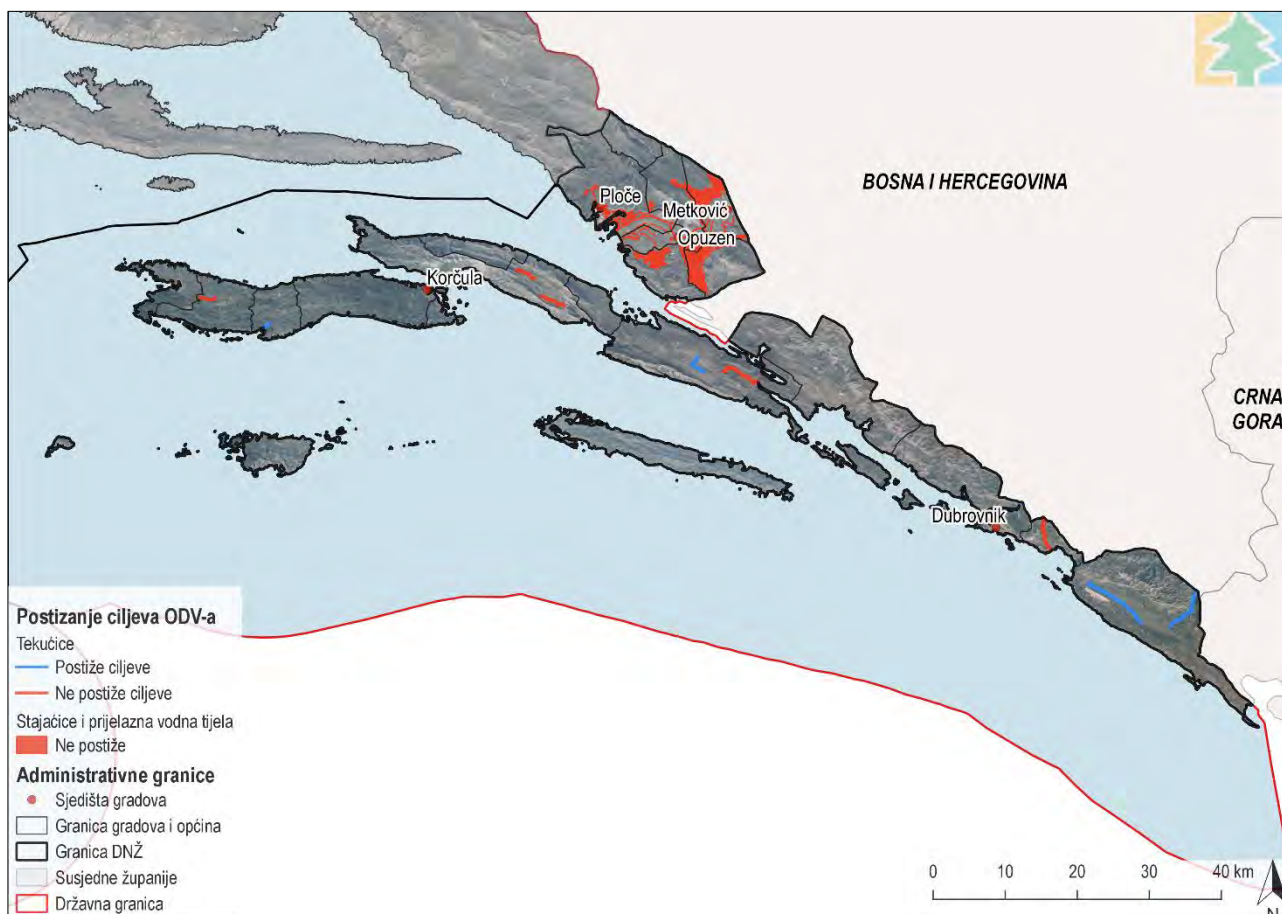 BOSNA I HERCEGOVINA
Ploče
Metković
Opuzen
Korčula
CRNA
GORA
Dubrovnik
Postizanje ciljeva ODV-a
Tekućice
Postiže ciljeve
Ne postiže ciljeve
Stajaćice i prijelazna vodna tijela
Ne postiže
Administrativne granice
Sjedišta gradova
Granica gradova i općina
Granica DNŽ
Susjedne županije
Državna granica
0 10 20 30 40 km
N